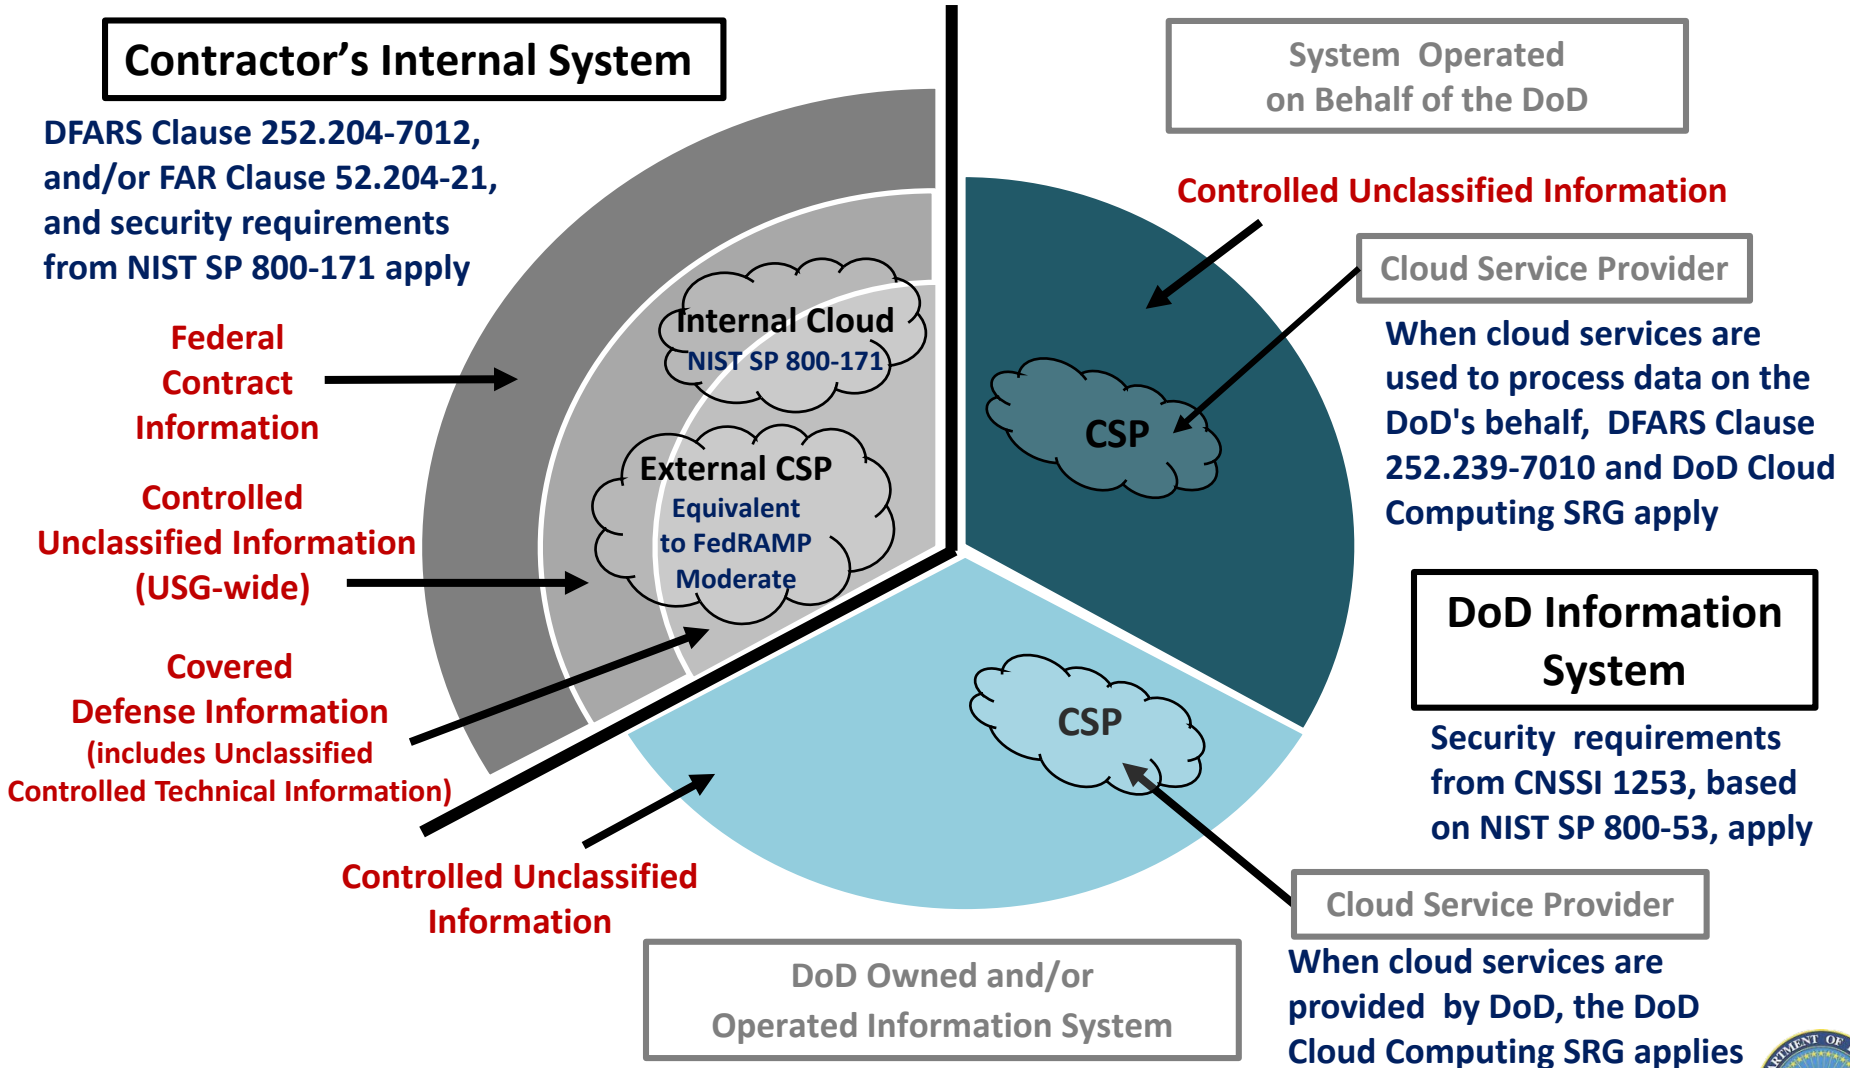 Contractor's Internal System
DFARS Clause 252.204-7012,
and/or FAR Clause 52.204-21,
and security requirements
from NIST SP 800-171 apply
Federal
Contract
Information
Controlled
Unclassified Information
(USG-wide)
Covered
Defense Information
(includes Unclassified
Controlled Technical Information)
Internal Cloud
NIST SP 800-171
External CSP
Equivalent
to FedRAMP
Moderate
System Operated
on Behalf of the DoD
Controlled Unclassified Information
Cloud Service Provider
When cloud services are
used to process data on the
DoD's behalf, DFARS Clause
252.239-7010 and DoD Cloud
Computing SRG apply
CSP
DoD Information
System
Security requirements
from CNSSI 1253, based
on NIST SP 800-53, apply
CSP
Controlled Unclassified
Information
DoD Owned and/or
Operated Information System
Cloud Service Provider
When cloud services are
provided by DoD, the DoD
Cloud Computing SRG applies